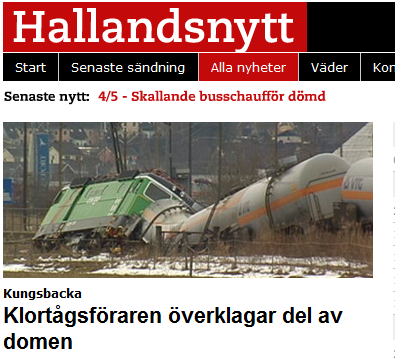 Hallandsnytt
Start Senaste sändning Alla nyheter Väder
Senaste nytt: 4/5 - Skallande busschaufför dömd
Kungsbacka
Klortågsföraren överklagar del av
domen